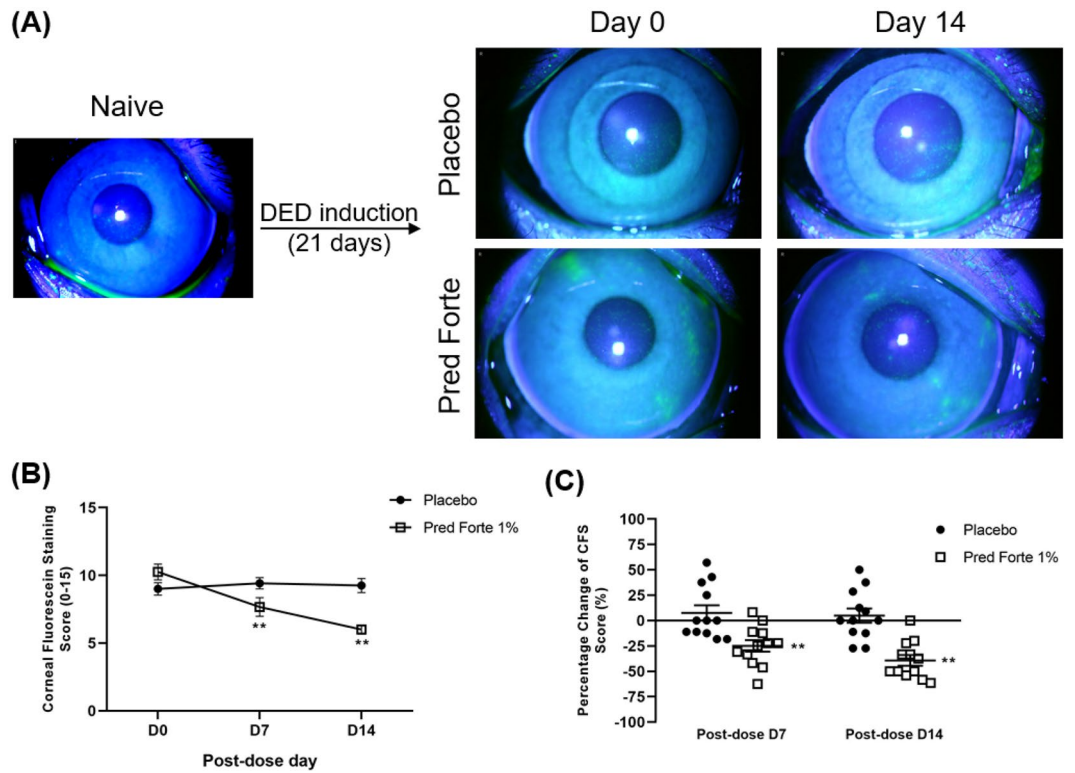 (A)
Naive
DED induction
(21 days)
Day 0
Day 14
Placebo
Pred Forte
(B)
Corneal Fluorescein Staining
Score (0-15)
15
10
5
0
**
**
D0
D7
D14
Post-dose day
Placebo
Pred Forte 1%
(C)
Percentage Change of CFS
Score (%)
100
75
50
25
0
-25
-50
-75
-100
**
**
Post-dose D7
Post-dose D14
Placebo
Pred Forte 1%